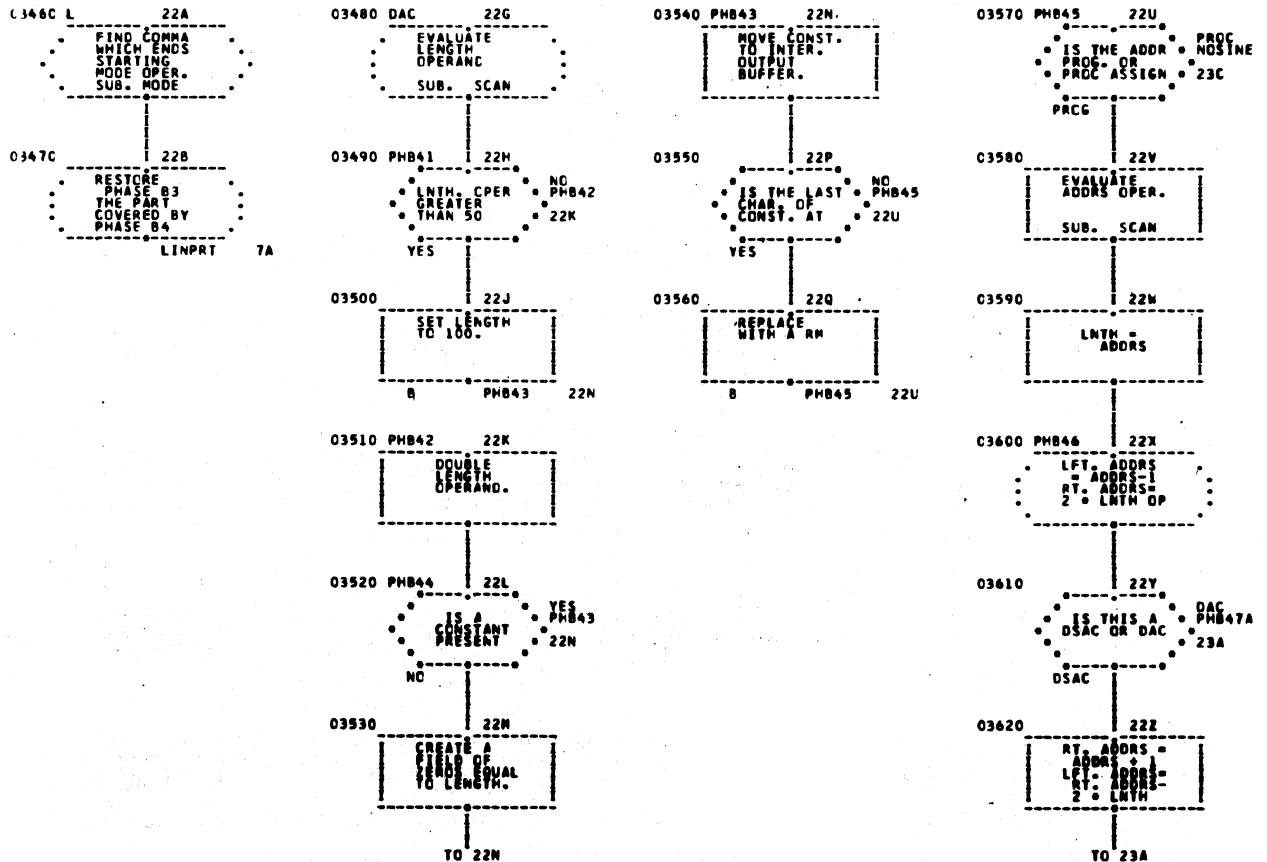 03460 L 22A
FIND COMMA
WHICH ENDS
STARTING
MODE OPER.
SUB. MODE
03470 22B
RESTORE
PHASE B3
THE PART
COVERED BY
PHASE B4
LINPRT 7A
03480 DAC 22G
EVALUATE
LENGTH
OPERAND
SUB. SCAN
03490 PHB41 22H
LNTH. OPER
GREATER
THAN 50
NO
PHB42
22K
YES
03500 22J
SET LENGTH
TO 100.
B PHB43 22N
03510 PHB42 22K
DOUBLE
LENGTH
OPERAND.
03520 PHB44 22L
IS A
CONSTANT
PRESENT
YES
PHB43
22N
NO
03530 22M
CREATE A
FIELD OF
ZEROS EQUAL
TO LENGTH.
TO 22N
03540 PHB43 22N
MOVE CONST.
TO INTER.
OUTPUT
BUFFER.
03550 22P
IS THE LAST
CHAR. OF
CONST. AT
NO
PHB45
22U
YES
03560 22Q
REPLACE
WITH A RM
B PHB45 22U
03570 PHB45 22U
IS THE ADDR
PROG. OR
PROC ASSIGN
PROC
NOSINE
23C
PRCG
03580 22V
EVALUATE
ADDRS OPER.
SUB. SCAN
03590 22W
LNTH =
ADDRS
03600 PHB46 22X
LFT. ADDRS
= ADDRS-1
RT. ADDRS=
2 * LNTH OP
03610 22Y
IS THIS A
DSAC OR DAC
DAC
PHB47A
23A
DSAC
03620 22Z
RT. ADDRS =
ADDRS + 1
LFT. ADDRS=
RT. ADDRS-
2 * LNTH
TO 23A